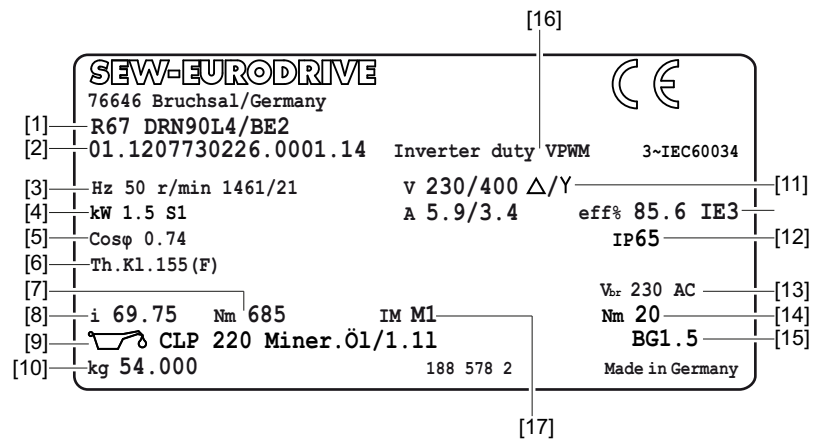 [16]
SEW-EURODRIVE CE
76646 Bruchsal/Germany
[1] R67 DRN90L4/BE2
[2] 01.1207730226.0001.14 Inverter duty VPWM 3~IEC60034
[3] Hz 50 r/min 1461/21 V 230/400 △/Y [11]
[4] kW 1.5 S1 A 5.9/3.4 eff% 85.6 IE3
[5] Cosφ 0.74 IP65 [12]
[6] Th.Kl.155(F)
[7] Vbr 230 AC [13]
[8] i 69.75 Nm 685 IM M1 Nm 20 [14]
[9] CLP 220 Miner.Öl/1.1l BG1.5 [15]
[10] kg 54.000 188 578 2 Made in Germany
[17]